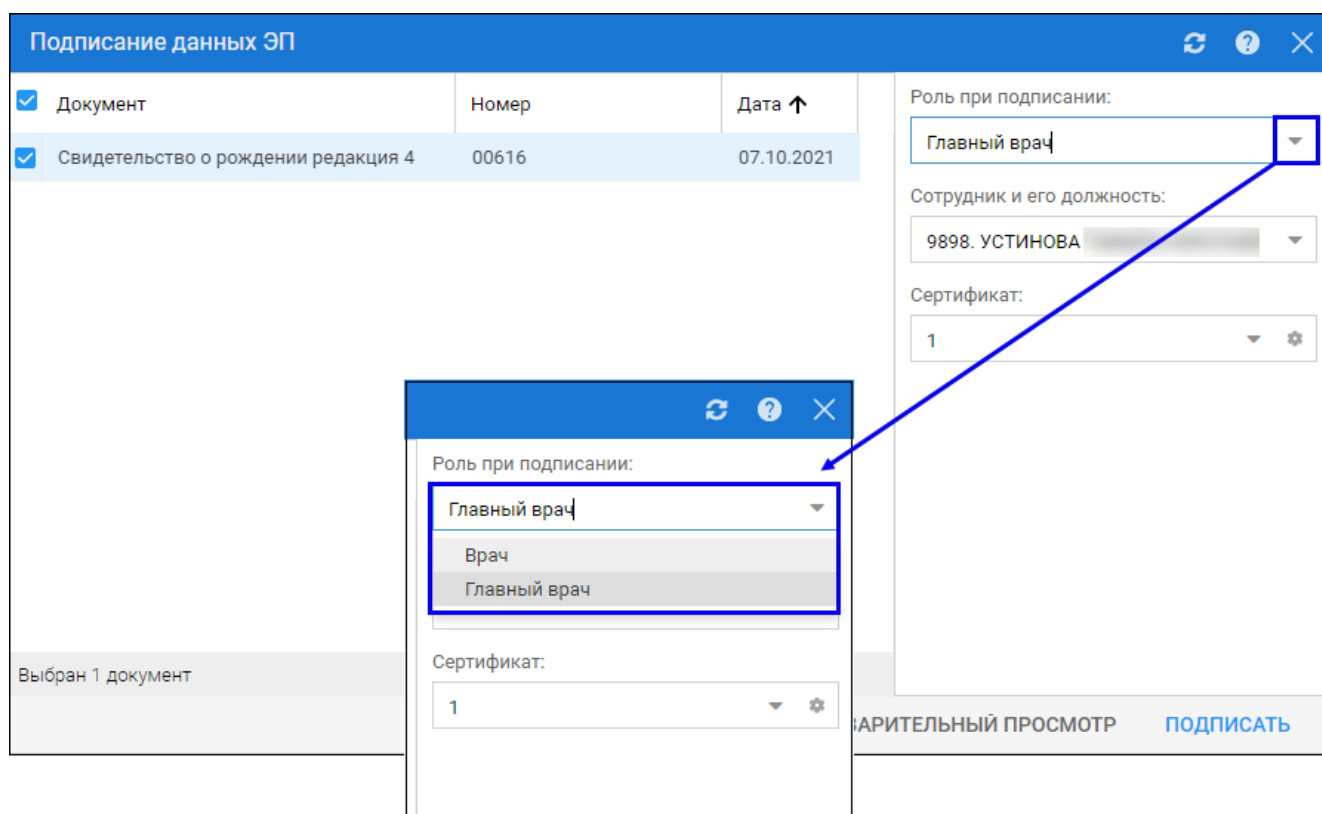 Подписание данных ЭП
Документ Номер Дата
Свидетельство о рождении редакция 4 00616 07.10.2021
Роль при подписании:
Главный врач
Сотрудник и его должность:
9898. УСТИНОВА
Сертификат:
1
Роль при подписании:
Главный врач
Врач
Главный врач
Сертификат:
1
Выбран 1 документ
ВАРИТЕЛЬНЫЙ ПРОСМОТР ПОДПИСАТЬ